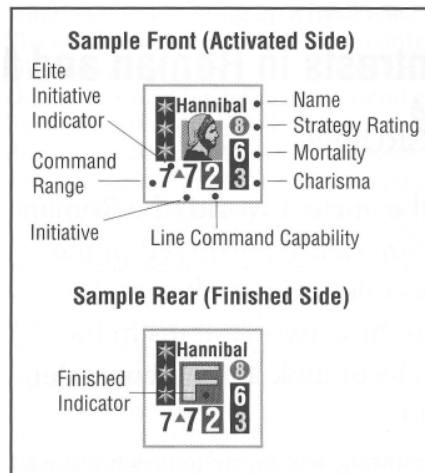 Sample Front (Activated Side)
Elite
Initiative
Indicator
Command
Range
Initiative
Hannibal
8
6
7 7 2 3
Name
Strategy Rating
Mortality
Charisma
Line Command Capability
Sample Rear (Finished Side)
Finished
Indicator
Hannibal
F
8
6
7 7 2 3